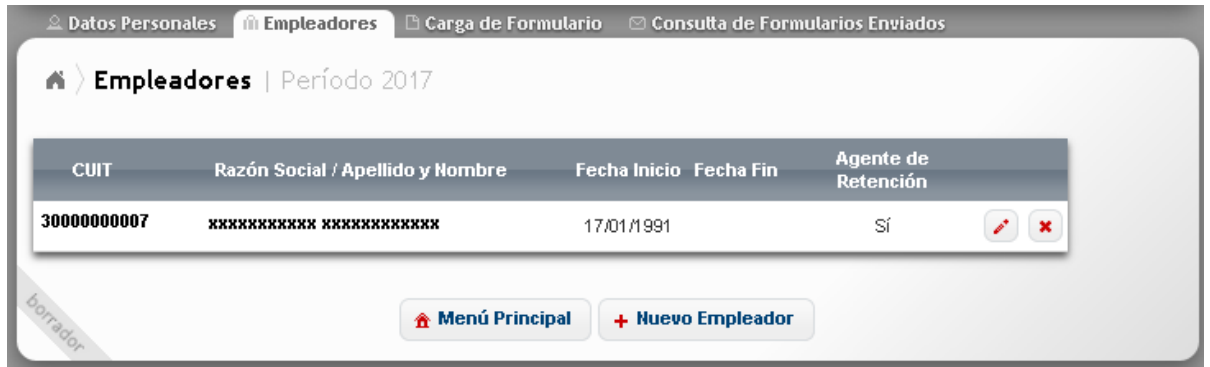 Datos Personales Empleadores Carga de Formulario Consulta de Formularios Enviados
Empleadores | Período 2017
CUIT Razón Social / Apellido y Nombre Fecha Inicio Fecha Fin Agente de Retención
30000000007 xxxxxxxxxxx xxxxxxxxxxxx 17/01/1991 Sí
borrador
Menú Principal + Nuevo Empleador